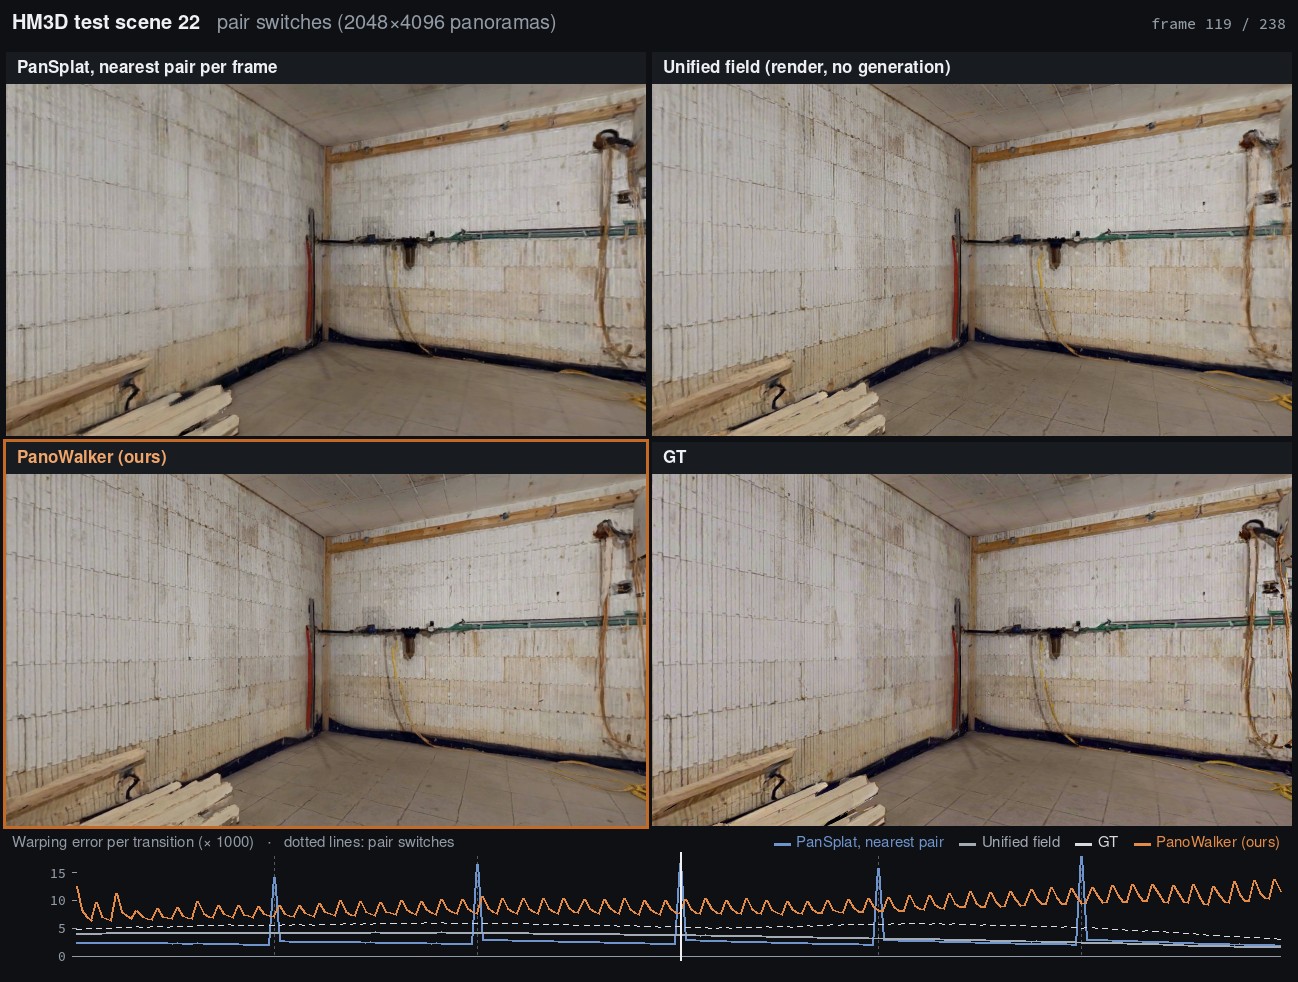 HM3D test scene 22 pair switches (2048×4096 panoramas) frame 119 / 238
PanSplat, nearest pair per frame
Unified field (render, no generation)
PanoWalker (ours)
GT
Warping error per transition (× 1000) · dotted lines: pair switches
PanSplat, nearest pair
Unified field
GT
PanoWalker (ours)
15
10
5
0